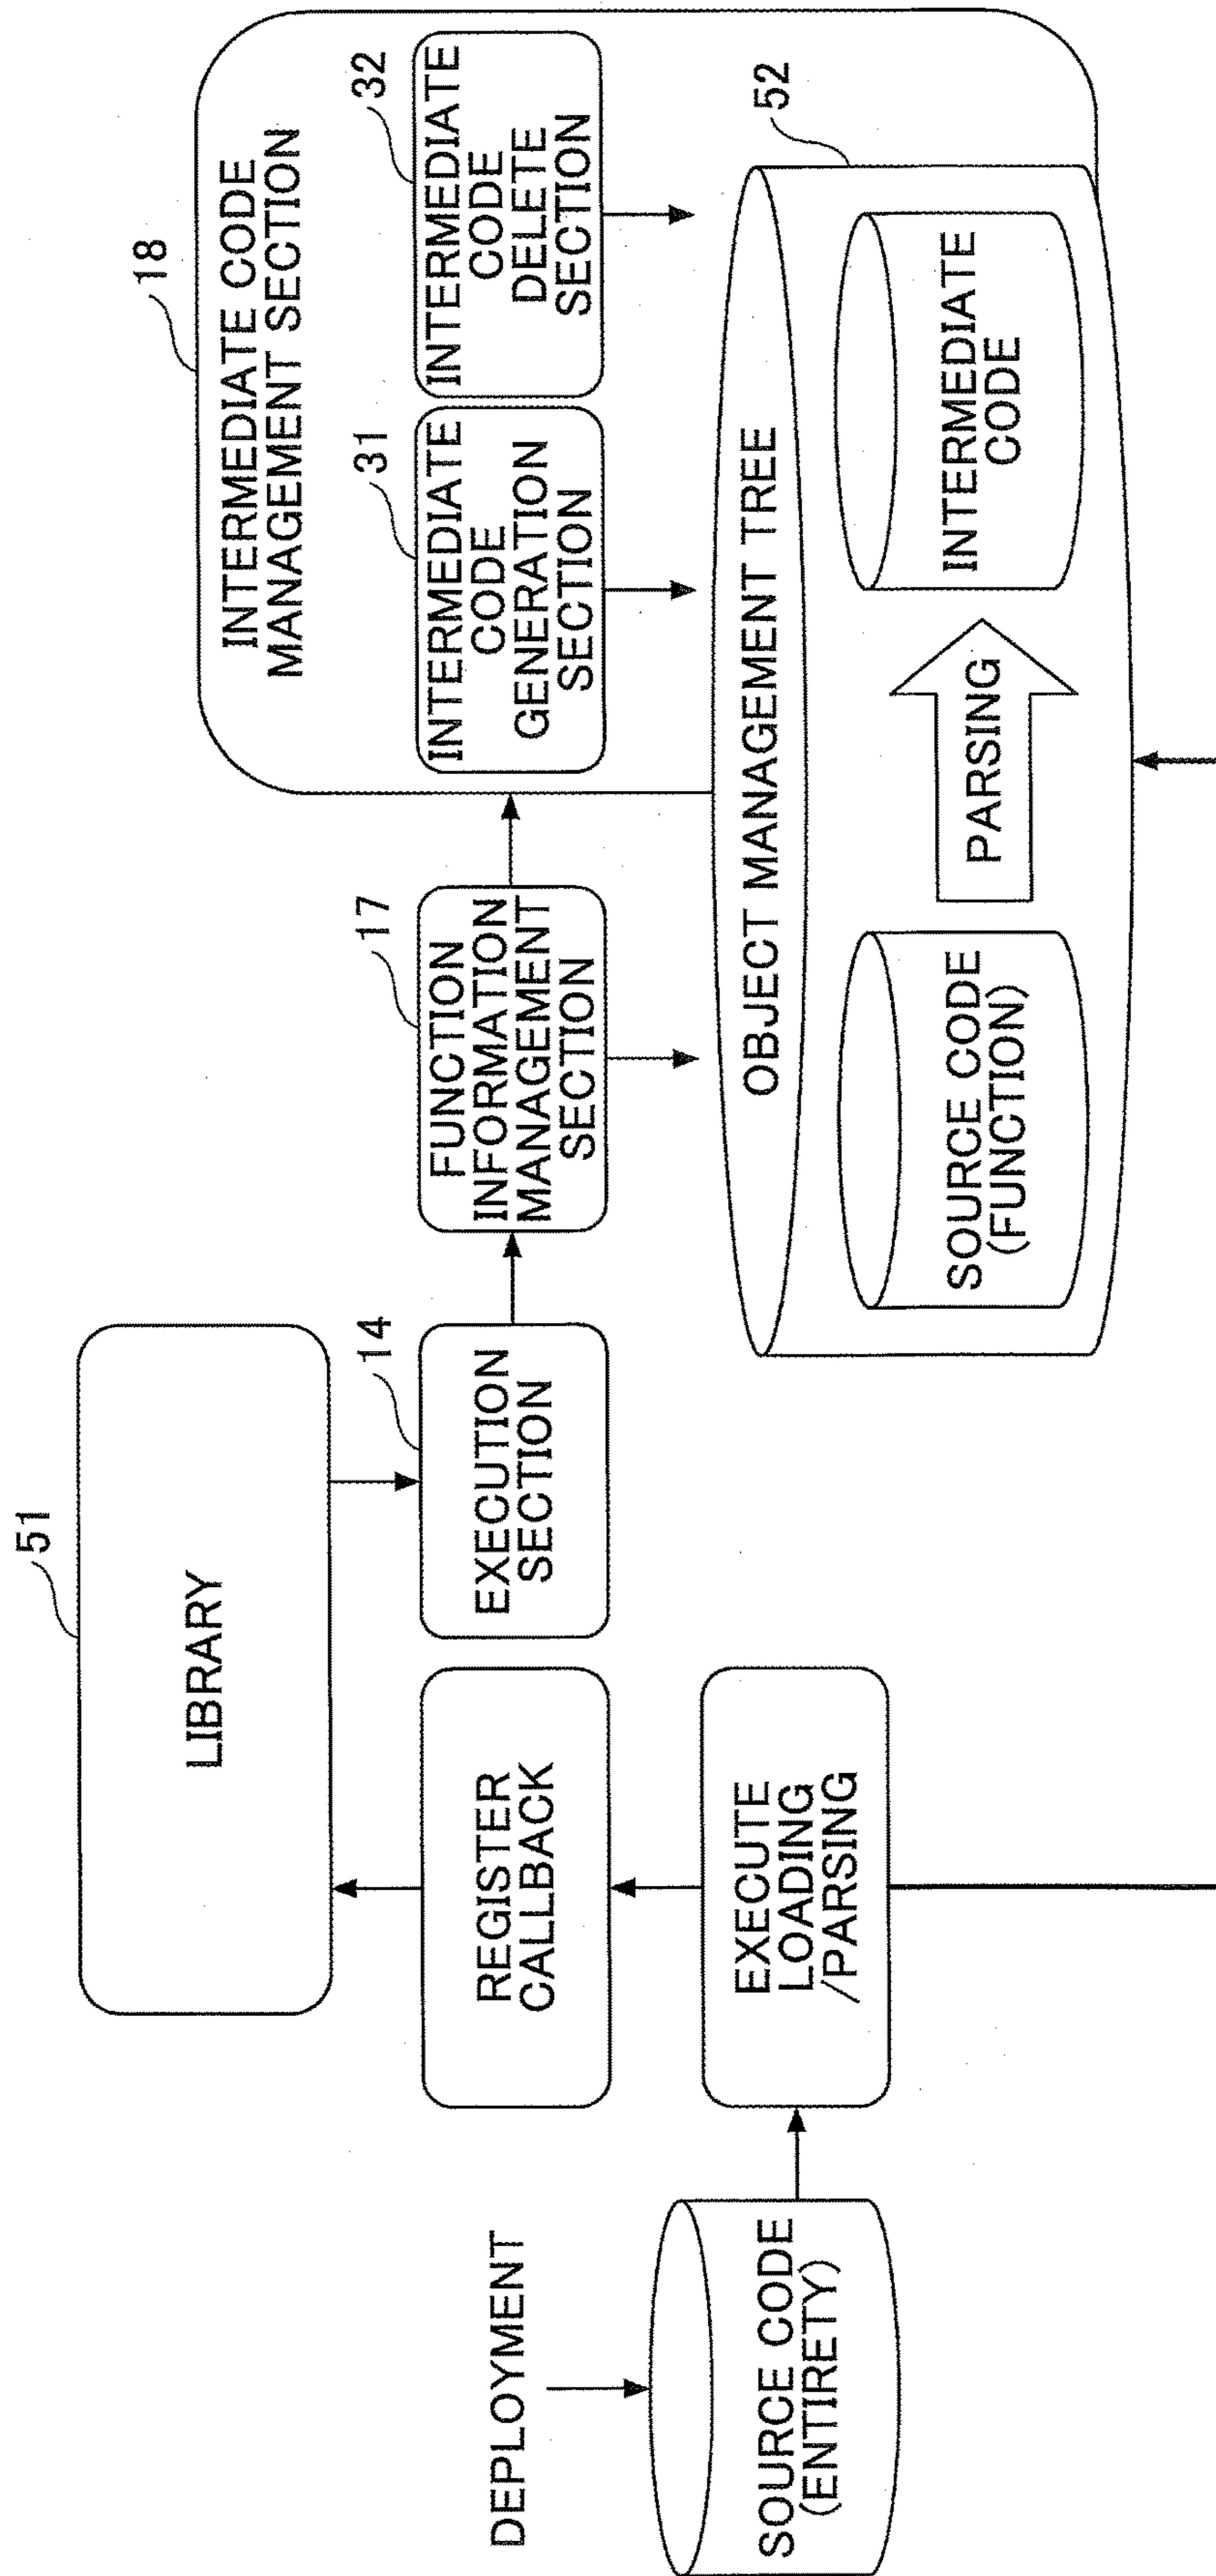 51
LIBRARY
18
INTERMEDIATE CODE
MANAGEMENT SECTION
DEPLOYMENT
SOURCE CODE
(ENTIRETY)
REGISTER
CALLBACK
EXECUTE
LOADING
/PARSING
14
EXECUTION
SECTION
17
FUNCTION
INFORMATION
MANAGEMENT
SECTION
31
INTERMEDIATE
CODE
GENERATION
SECTION
32
INTERMEDIATE
CODE
DELETE
SECTION
52
OBJECT MANAGEMENT TREE
SOURCE CODE
(FUNCTION)
PARSING
INTERMEDIATE
CODE